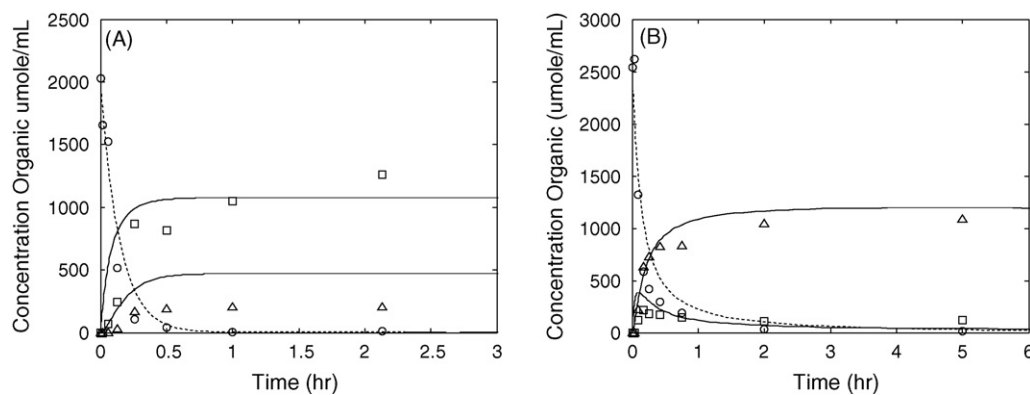 (A)
Concentration Organic umole/mL
2500
2000
1500
1000
500
0
0 0.5 1 1.5 2 2.5 3
Time (hr)
(B)
Concentration Organic (umole/mL)
3000
2500
2000
1500
1000
500
0
0 1 2 3 4 5 6
Time (hr)